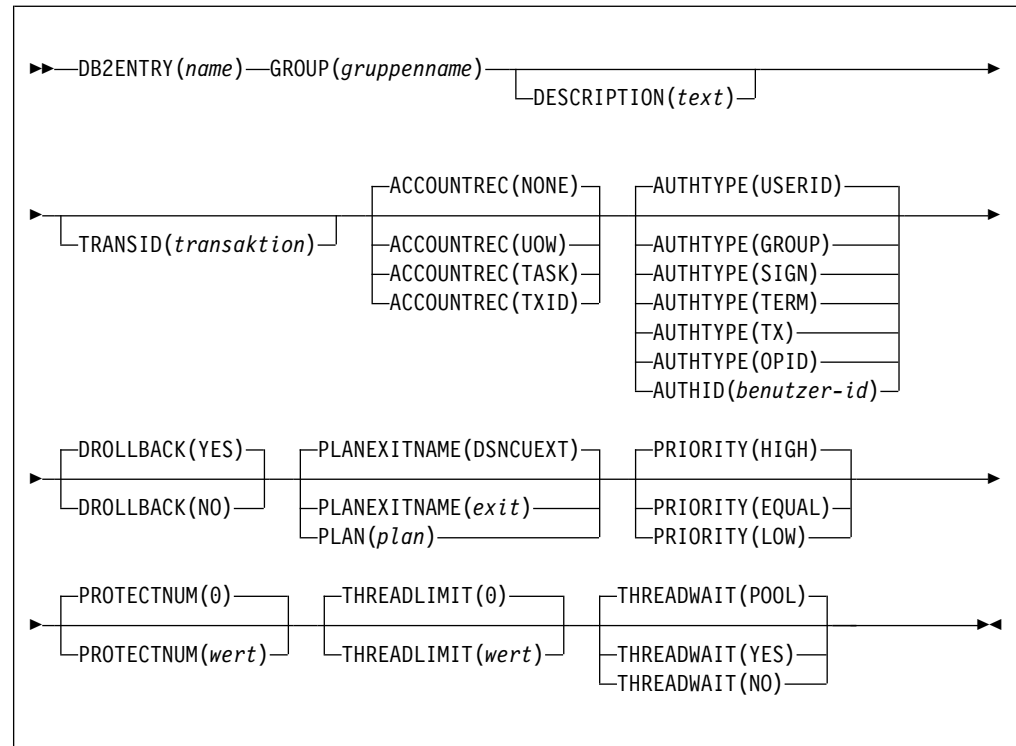 DB2ENTRY(name) GROUP(gruppenname)
DESCRIPTION(text)
ACCOUNTREC(NONE) AUTHTYPE(USERID)
TRANSID(transaktion) ACCOUNTREC(UOW) AUTHTYPE(GROUP)
ACCOUNTREC(TASK) AUTHTYPE(SIGN)
ACCOUNTREC(TXID) AUTHTYPE(TERM)
AUTHTYPE(TX)
AUTHTYPE(OPID)
AUTHID(benutzer-id)
DROLLBACK(YES) PLANEXITNAME(DSNCUEXT) PRIORITY(HIGH)
DROLLBACK(NO) PLANEXITNAME(exit) PRIORITY(EQUAL)
PLAN(plan) PRIORITY(LOW)
PROTECTNUM(0) THREADLIMIT(0) THREADWAIT(POOL)
PROTECTNUM(wert) THREADLIMIT(wert) THREADWAIT(YES)
THREADWAIT(NO)